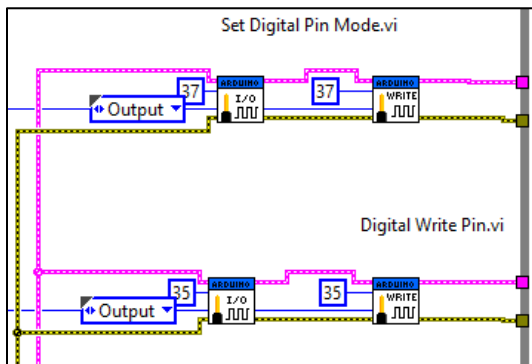 Set Digital Pin Mode.vi
ARDUINO
ARDUINO
37
I/O
37
WRITE
Output
Digital Write Pin.vi
ARDUINO
ARDUINO
35
I/O
35
WRITE
Output